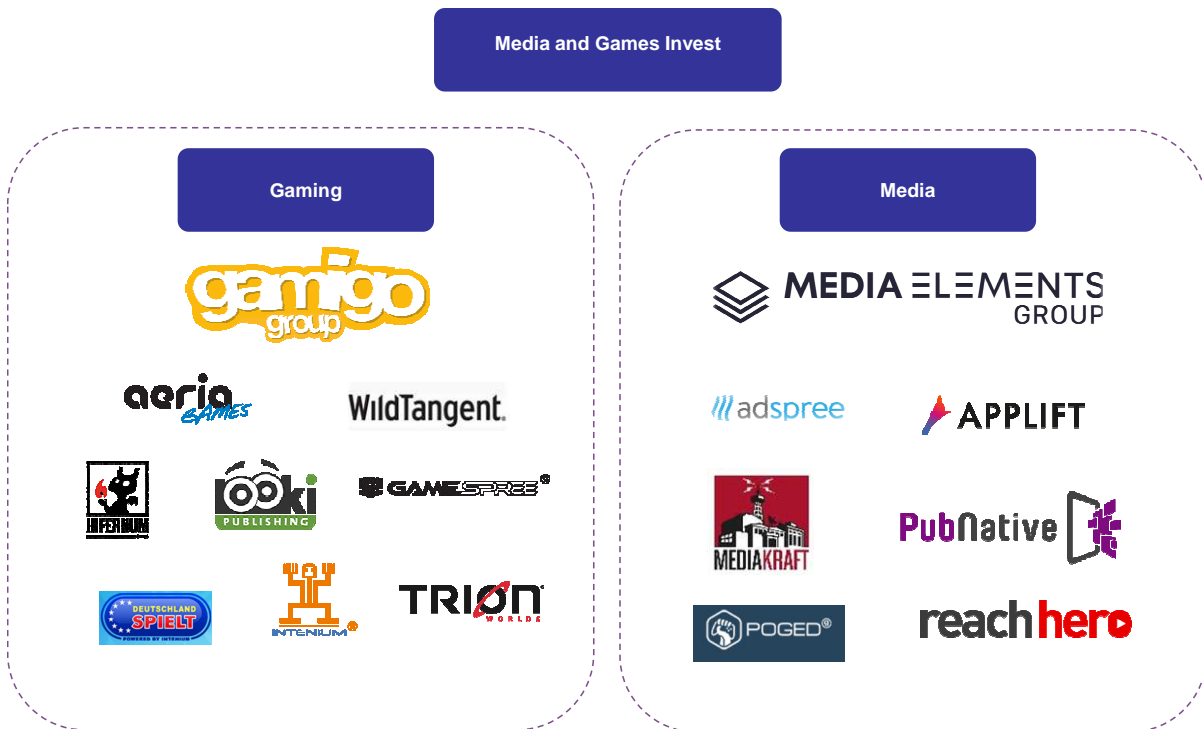 Media and Games Invest
Gaming
gamigo
group
aeria
GAMES
WildTangent.
INFERNUM
looki
PUBLISHING
GAMESPREE®
DEUTSCHLAND
SPIELT
POWERED BY INTENIUM
INTENIUM®
TRION
WORLDS
Media
MEDIA ELEMENTS
GROUP
adspree
APPLIFT
MEDIAKRAFT
PubNative
POGED®
reachhero